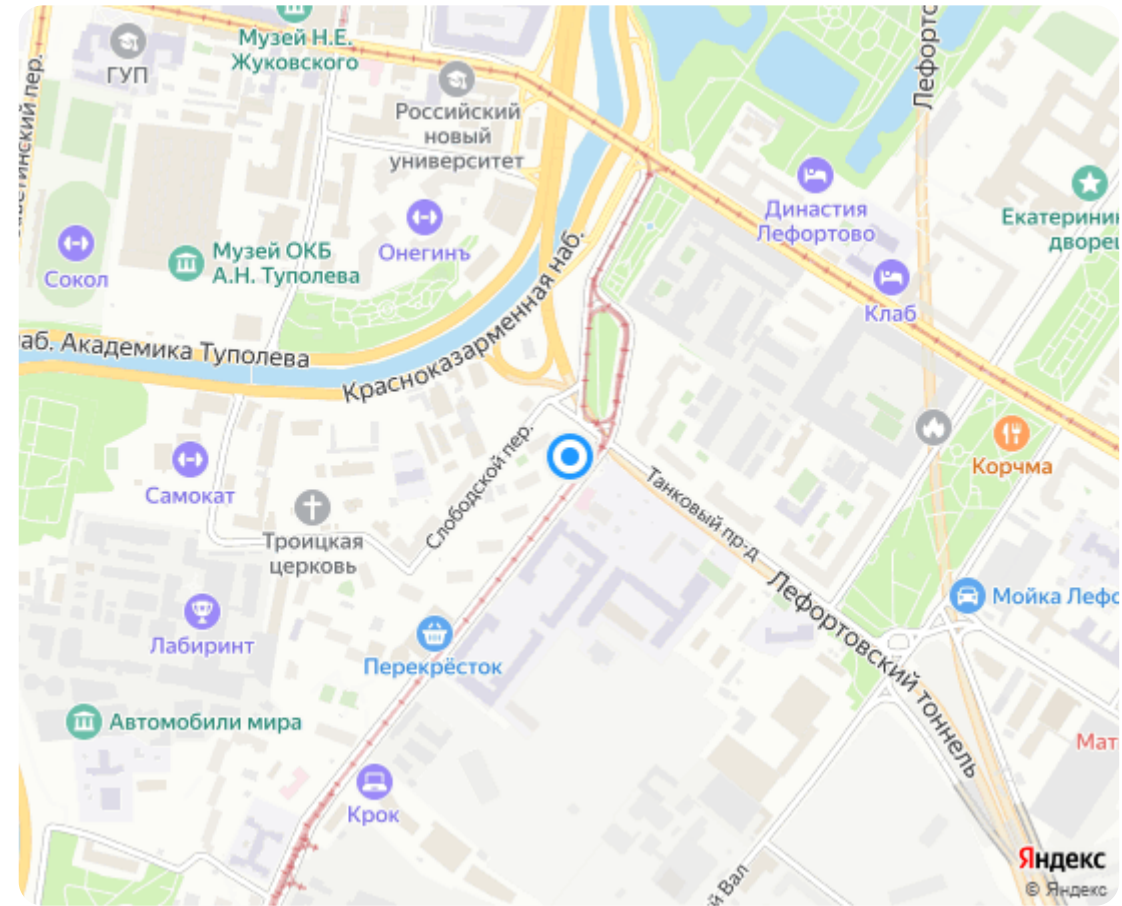 Музей Н.Е.
Жуковского
ГУП
Лефорто
Российский
новый
университет
Династия
Лефортово
Екатеринин
дворец
Сокол
Музей ОКБ
А.Н. Туполева
Онегинъ
Клаб
аб. Академика Туполева
Красноказарменная наб.
Самокат
Слободской пер.
Корчма
Троицкая
церковь
Танковый пр-д
Лефортовский тоннель
Мойка Лефо
Лабиринт
Перекрёсток
Автомобили мира
Мат
Крок
й Вал
Яндекс
© Яндекс